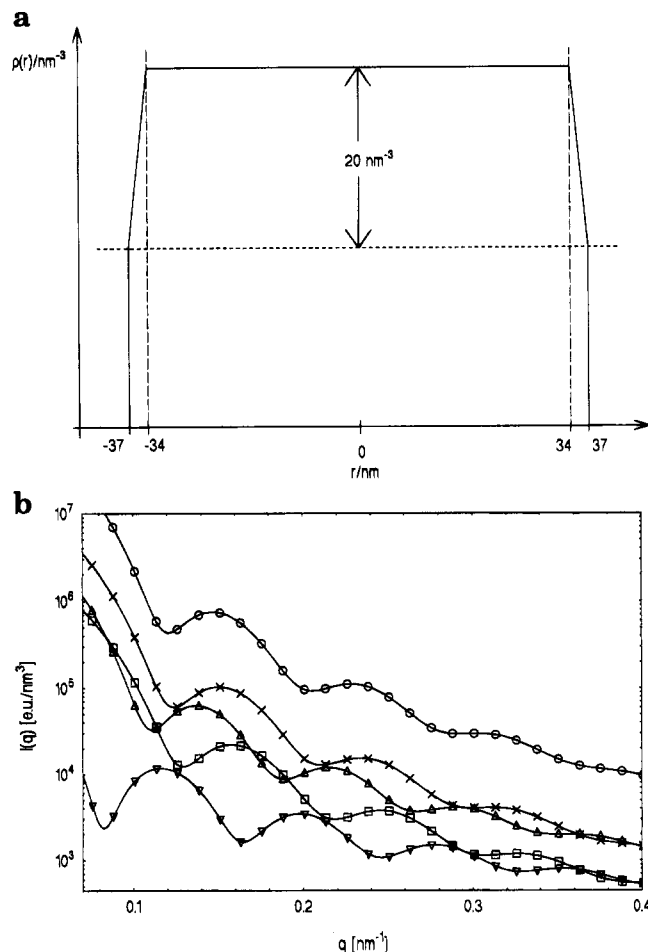 a
ρ(r)/nm⁻³
20 nm⁻³
-37 -34 0 34 37
r/nm
b
I(q) [e.u./nm³]
10⁷
10⁶
10⁵
10⁴
10³
0.1 0.2 0.3 0.4
q [nm⁻¹]